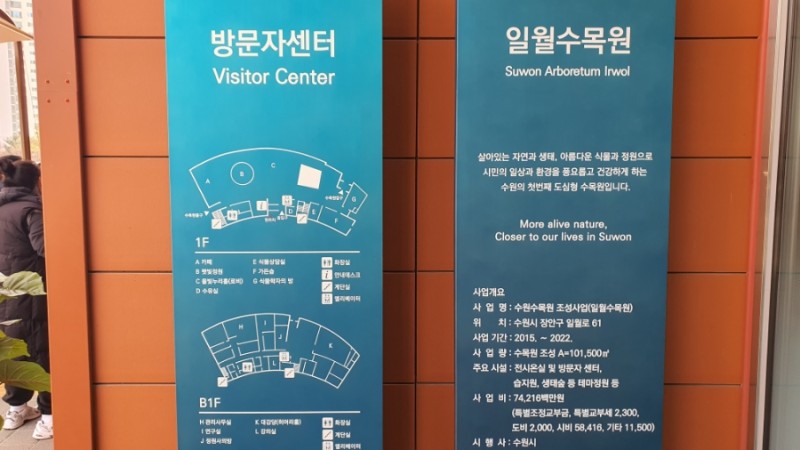 방문자센터
Visitor Center
A
B
C
D
E
F
G
1F
A 카페
B 햇빛정원
C 물빛누리홀(로비)
D 수유실
E 식물상담실
F 가든숍
G 식물학자의 방
화장실
안내데스크
계단실
엘리베이터
H
I
J
K
L
B1F
H 관리사무실
I 연구실
J 정원사의방
K 대강당(히어리홀)
L 강의실
화장실
계단실
엘리베이터
일월수목원
Suwon Arboretum Irwol
살아있는 자연과 생태, 아름다운 식물과 정원으로
시민의 일상과 환경을 풍요롭고 건강하게 하는
수원의 첫번째 도심형 수목원입니다.
More alive nature,
Closer to our lives in Suwon
사업개요
사 업 명 : 수원수목원 조성사업(일월수목원)
위 치 : 수원시 장안구 일월로 61
사업 기간 : 2015. ~ 2022.
사 업 량 : 수목원 조성 A=101,500㎡
주요 시설 : 전시온실 및 방문자 센터,
습지원, 생태숲 등 테마정원 등
사 업 비 : 74,216백만원
(특별조정교부금, 특별교부세 2,300,
도비 2,000, 시비 58,416, 기타 11,500)
시 행 사 : 수원시